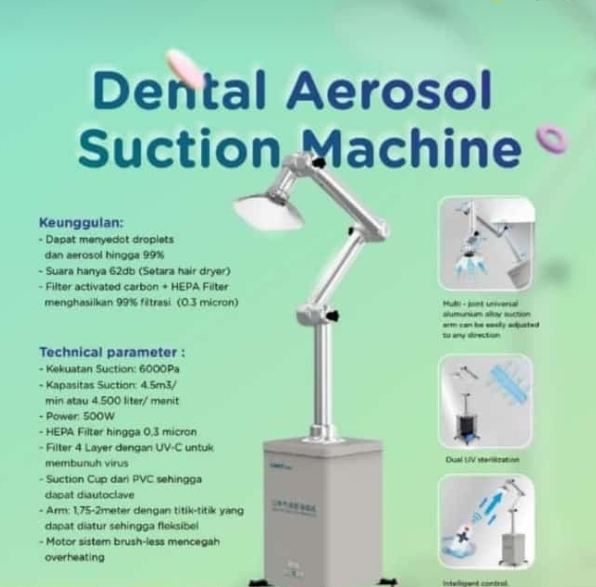 Dental Aerosol
Suction Machine
Keunggulan:
- Dapat menyedot droplets
dan aerosol hingga 99%
- Suara hanya 62db (Setara hair dryer)
- Filter activated carbon + HEPA Filter
menghasilkan 99% filtrasi (0.3 micron)
Technical parameter :
- Kekuatan Suction: 6000Pa
- Kapasitas Suction: 4.5m3/
min atau 4.500 liter/ menit
- Power: 500W
- HEPA Filter hingga 0,3 micron
- Filter 4 Layer dengan UV-C untuk
membunuh virus
- Suction Cup dari PVC sehingga
dapat diautoclave
- Arm: 1,75-2meter dengan titik-titik yang
dapat diatur sehingga fleksibel
- Motor sistem brush-less mencegah
overheating
Multi - joint universal
alumunium alloy suction
arm can be easily adjusted
to any direction
Dual UV sterilization
Intelligent control.